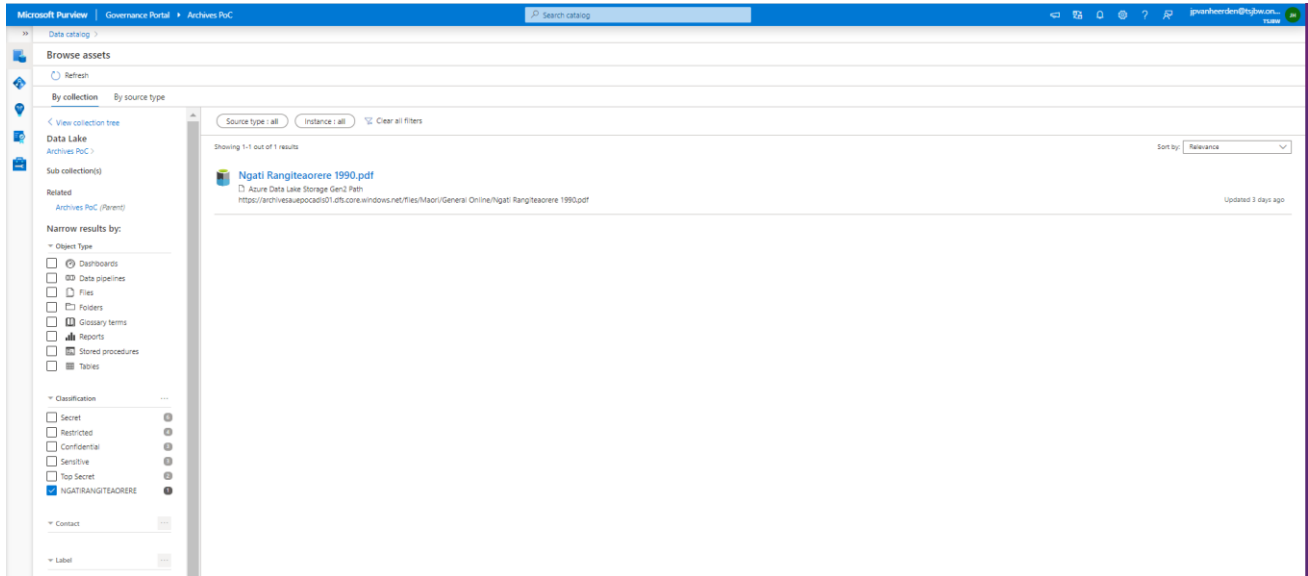 Microsoft Purview | Governance Portal Archives PoC
Search catalog
jpvanheerden@tsjbw.on...
TSJBW
JH
Data catalog
Browse assets
Refresh
By collection By source type
View collection tree
Data Lake
Archives PoC
Sub collection(s)
Related
Archives PoC (Parent)
Narrow results by:
Object Type
Dashboards
Data pipelines
Files
Folders
Glossary terms
Reports
Stored procedures
Tables
Classification
Secret
Restricted 4
Confidential
Sensitive
Top Secret 2
NGATIRANGITEAORERE 1
Contact
Label
Source type : all Instance : all Clear all filters
Showing 1-1 out of 1 results
Sort by: Relevance
Ngati Rangiteaorere 1990.pdf
Azure Data Lake Storage Gen2 Path
https://archivesauepocadls01.dfs.core.windows.net/files/Maori/General Online/Ngati Rangiteaorere 1990.pdf
Updated 3 days ago